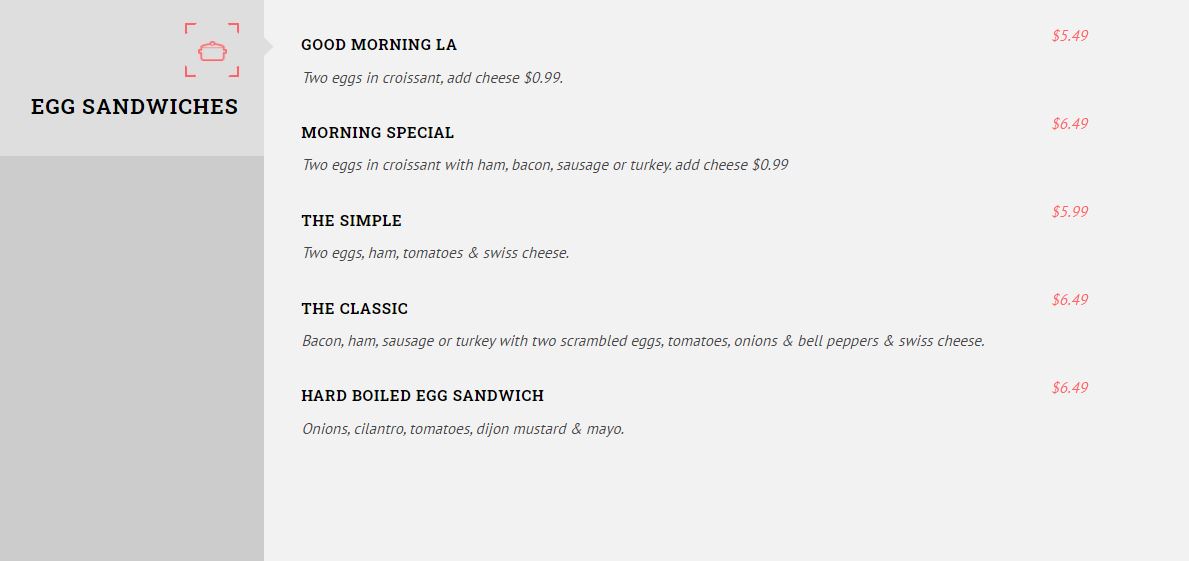 EGG SANDWICHES
GOOD MORNING LA
$5.49
Two eggs in croissant, add cheese $0.99.
MORNING SPECIAL
$6.49
Two eggs in croissant with ham, bacon, sausage or turkey. add cheese $0.99
THE SIMPLE
$5.99
Two eggs, ham, tomatoes & swiss cheese.
THE CLASSIC
$6.49
Bacon, ham, sausage or turkey with two scrambled eggs, tomatoes, onions & bell peppers & swiss cheese.
HARD BOILED EGG SANDWICH
$6.49
Onions, cilantro, tomatoes, dijon mustard & mayo.